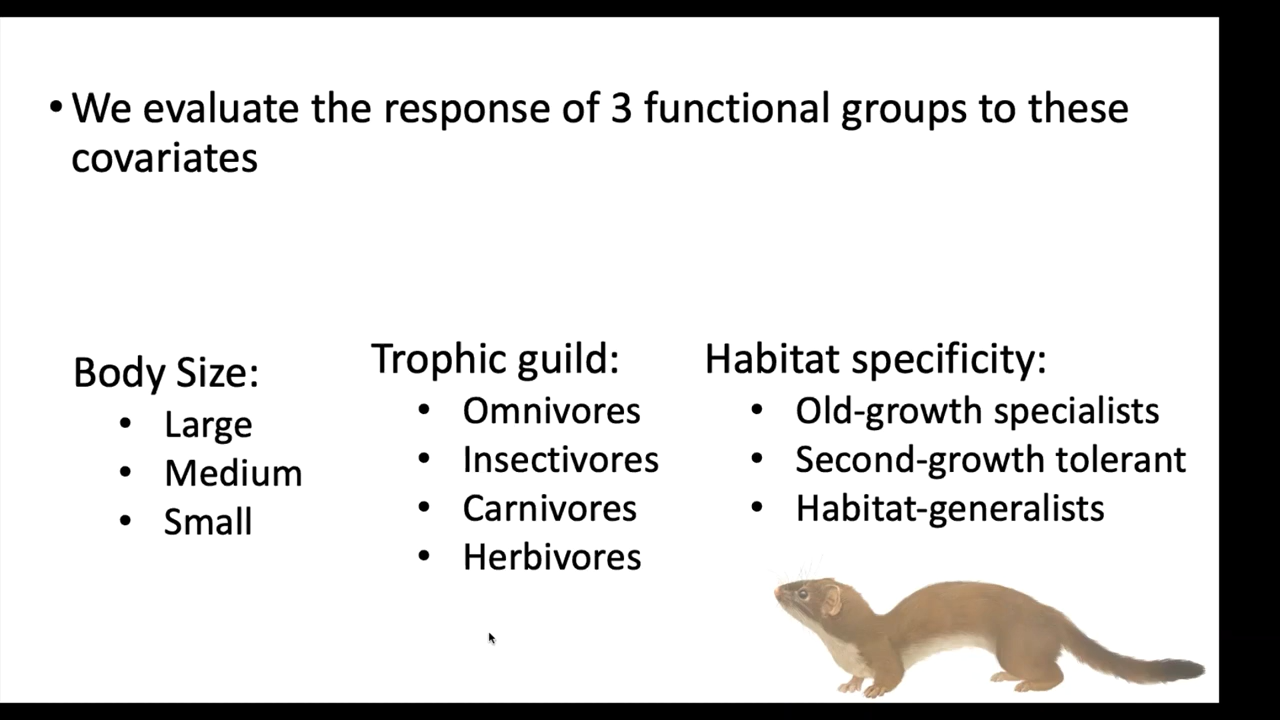 • We evaluate the response of 3 functional groups to these
covariates
Body Size:
• Large
• Medium
• Small
Trophic guild:
• Omnivores
• Insectivores
• Carnivores
• Herbivores
Habitat specificity:
• Old-growth specialists
• Second-growth tolerant
• Habitat-generalists